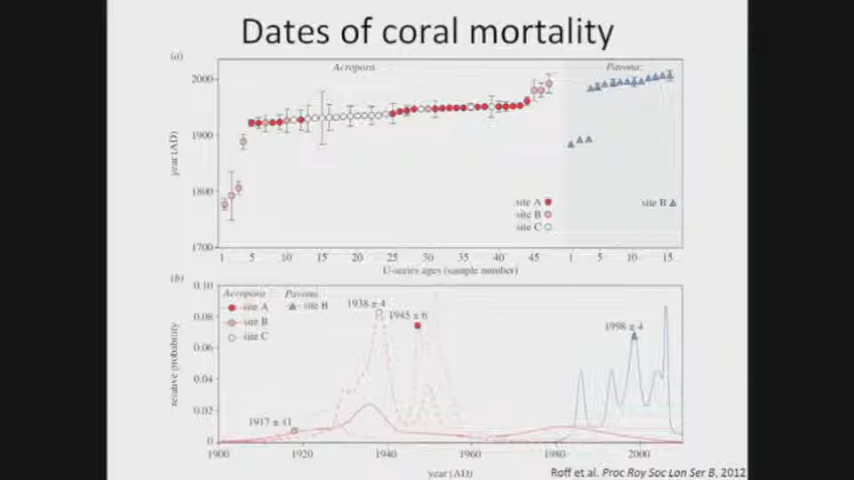 Dates of coral mortality
(a)
Acropora
Pavona
2000
1900
1800
1700
year (AD)
site A
site B
site C
site B
1 5 10 15 20 25 30 35 40 45 1 5 10 15
U-series ages (sample number)
(b)
0.10
0.08
0.06
0.04
0.02
0
relative probability
Acropora Pavona
site A site B
site B
site C
1938 ± 4
1945 ± 6
1998 ± 4
1917 ± 41
1900 1920 1940 1960 1980 2000
year (AD)
Roff et al. Proc Roy Soc Lon Ser B, 2012